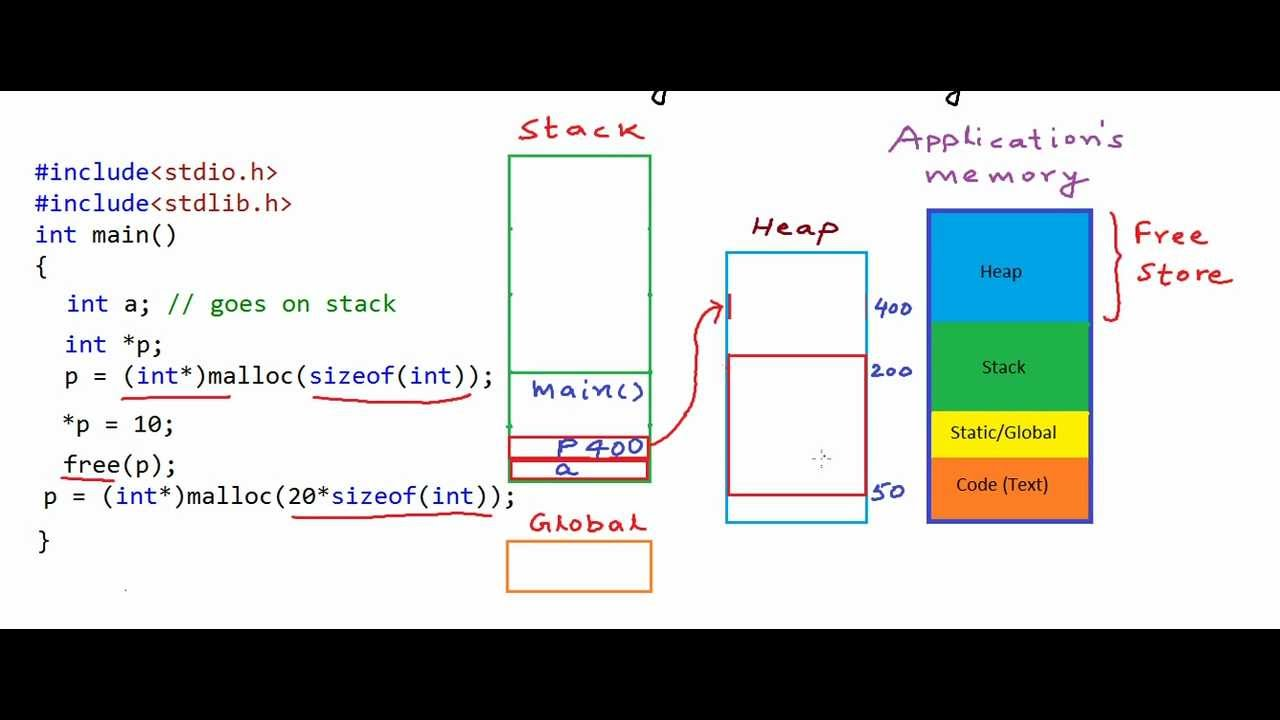 #include<stdio.h>
#include<stdlib.h>
int main()
{
int a; // goes on stack
int *p;
p = (int*)malloc(sizeof(int));
*p = 10;
free(p);
p = (int*)malloc(20*sizeof(int));
}
Stack
main()
P 400
a
Global
Heap
400
200
50
Application's
memory
Heap
Stack
Static/Global
Code (Text)
Free
Store